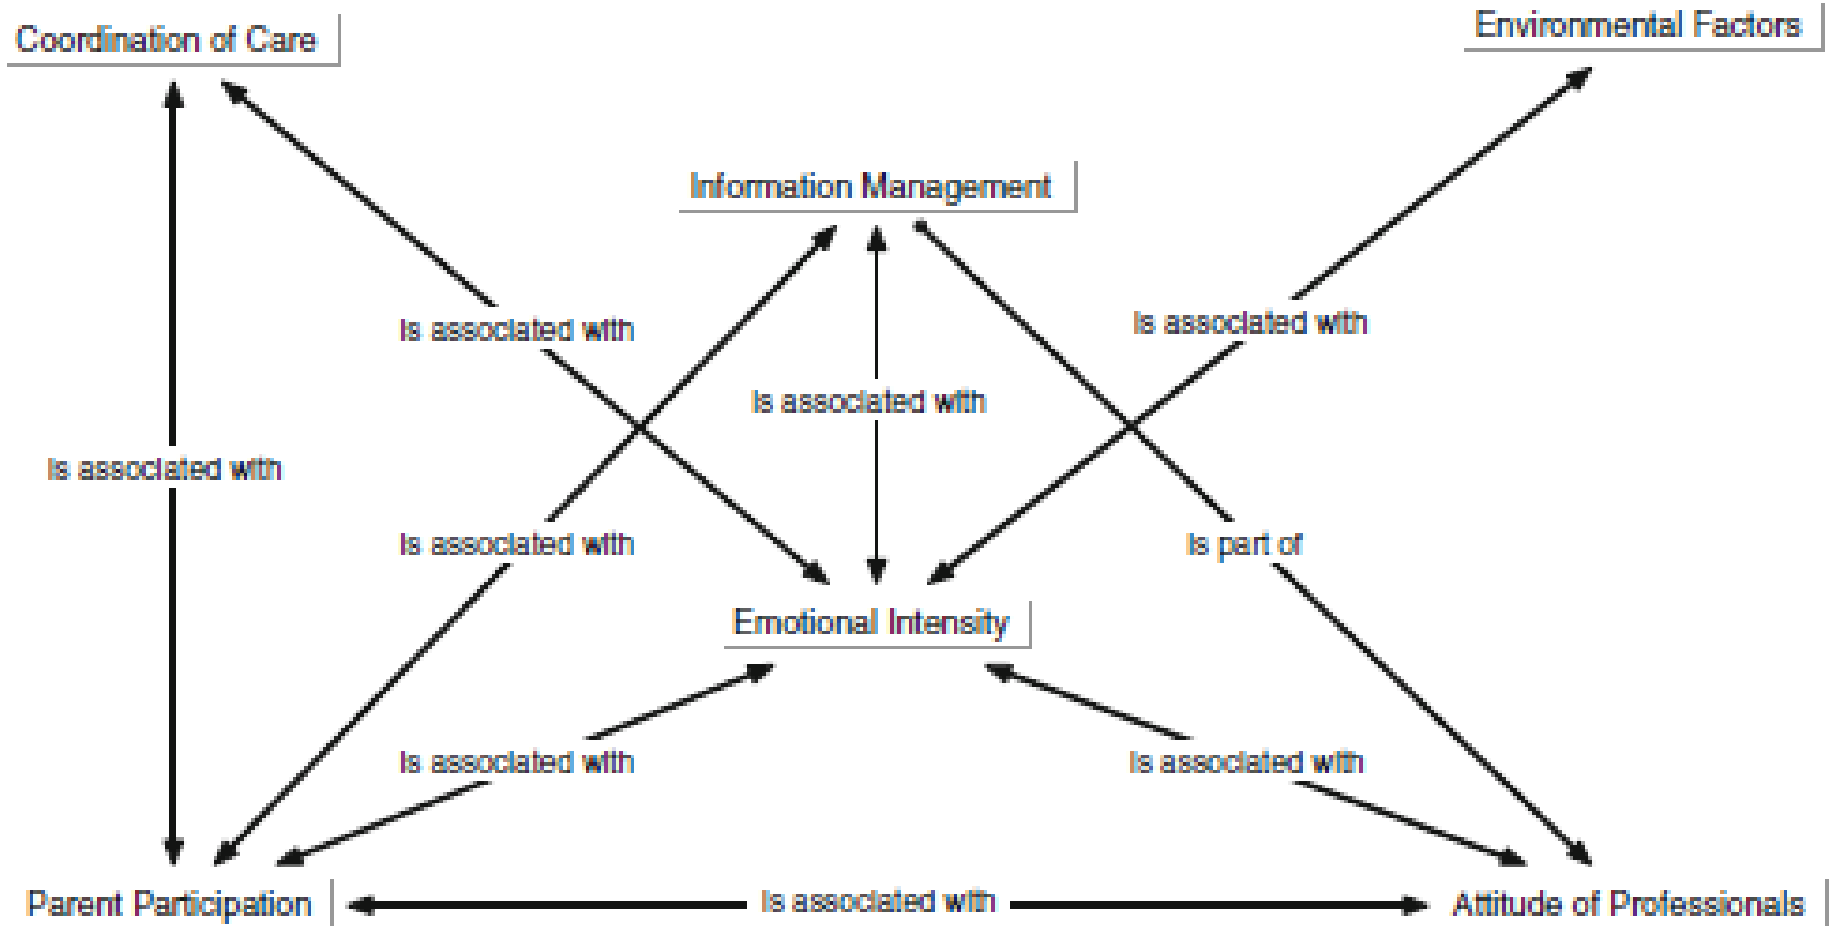 Coordination of Care
Environmental Factors
Information Management
Is associated with
Is associated with
Is associated with
Is associated with
Is associated with
Is part of
Emotional Intensity
Is associated with
Is associated with
Parent Participation
Is associated with
Attitude of Professionals